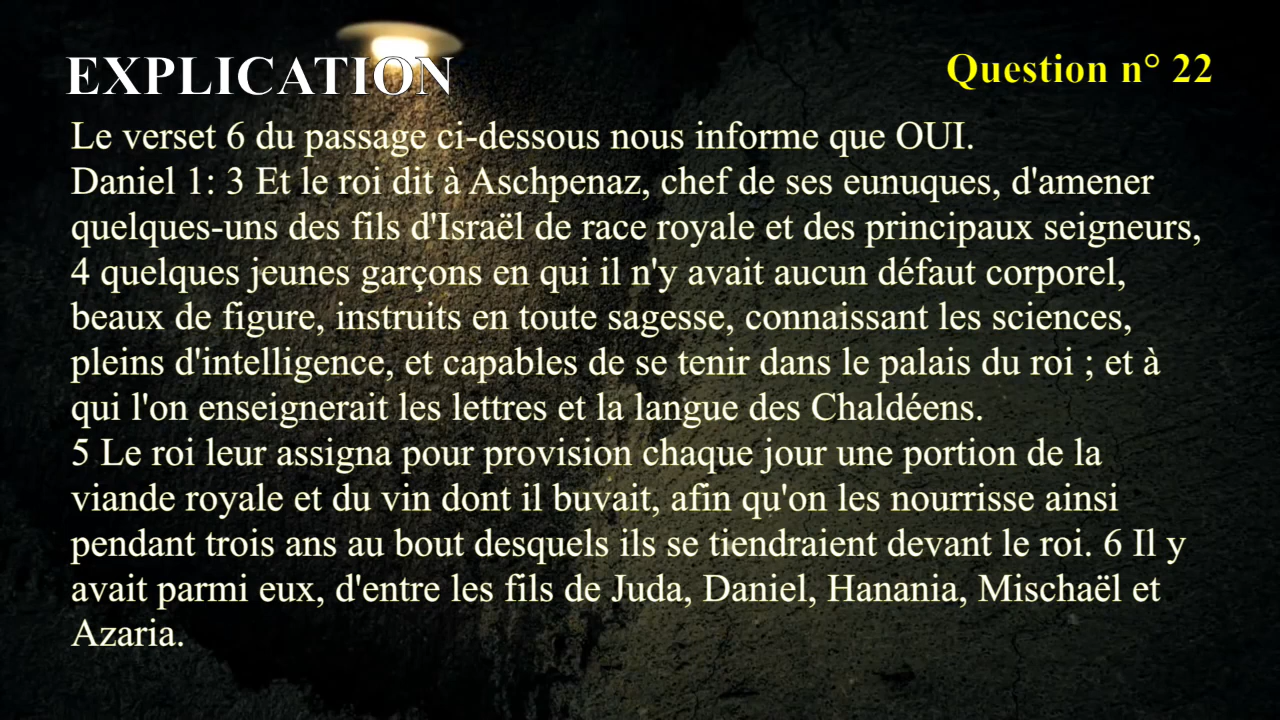 EXPLICATION
Question n° 22
Le verset 6 du passage ci-dessous nous informe que OUI.
Daniel 1: 3 Et le roi dit à Aschpenaz, chef de ses eunuques, d'amener
quelques-uns des fils d'Israël de race royale et des principaux seigneurs,
4 quelques jeunes garçons en qui il n'y avait aucun défaut corporel,
beaux de figure, instruits en toute sagesse, connaissant les sciences,
pleins d'intelligence, et capables de se tenir dans le palais du roi ; et à
qui l'on enseignerait les lettres et la langue des Chaldéens.
5 Le roi leur assigna pour provision chaque jour une portion de la
viande royale et du vin dont il buvait, afin qu'on les nourrisse ainsi
pendant trois ans au bout desquels ils se tiendraient devant le roi. 6 Il y
avait parmi eux, d'entre les fils de Juda, Daniel, Hanania, Mischaël et
Azaria.